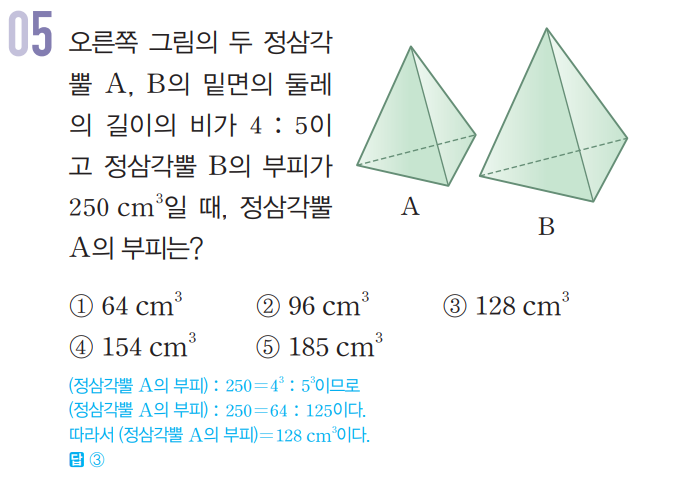 05
오른쪽 그림의 두 정삼각
뿔 A, B의 밑면의 둘레
의 길이의 비가 4 : 5이
고 정삼각뿔 B의 부피가
250 cm³일 때, 정삼각뿔
A의 부피는?
A
B
① 64 cm³ ② 96 cm³ ③ 128 cm³
④ 154 cm³ ⑤ 185 cm³
(정삼각뿔 A의 부피) : 250=4³ : 5³이므로
(정삼각뿔 A의 부피) : 250=64 : 125이다.
따라서 (정삼각뿔 A의 부피)=128 cm³이다.
답 ③